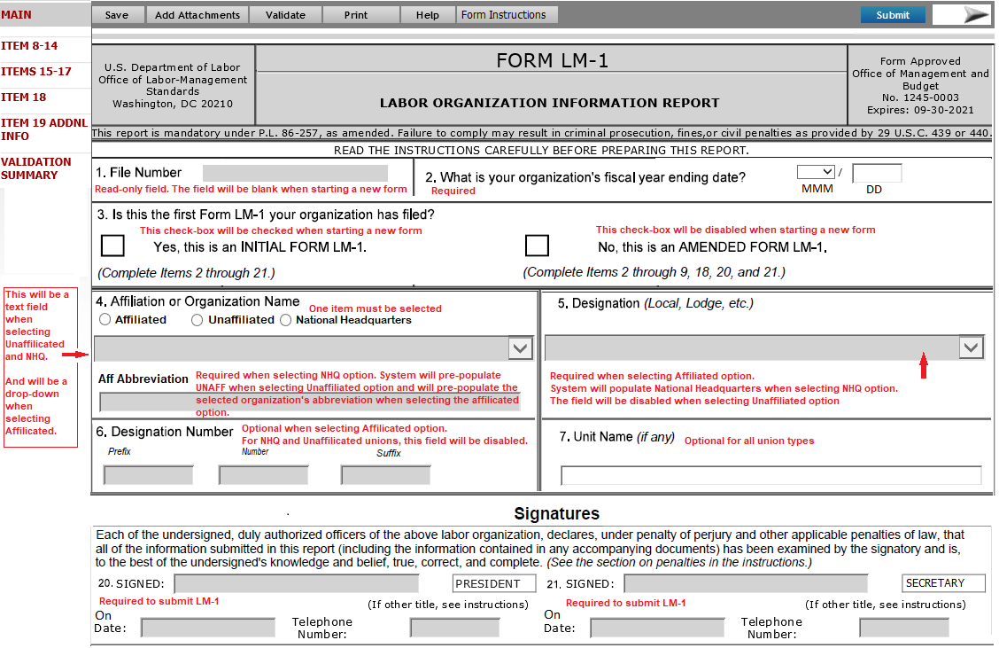 MAIN
Save
Add Attachments
Validate
Print
Help
Form Instructions
Submit
ITEM 8-14
ITEMS 15-17
ITEM 18
ITEM 19 ADDNL
INFO
VALIDATION
SUMMARY
U.S. Department of Labor
Office of Labor-Management
Standards
Washington, DC 20210
FORM LM-1
LABOR ORGANIZATION INFORMATION REPORT
Form Approved
Office of Management and
Budget
No. 1245-0003
Expires: 09-30-2021
This report is mandatory under P.L. 86-257, as amended. Failure to comply may result in criminal prosecution, fines,or civil penalties as provided by 29 U.S.C. 439 or 440.
READ THE INSTRUCTIONS CAREFULLY BEFORE PREPARING THIS REPORT.
1. File Number
Read-only field. The field will be blank when starting a new form
2. What is your organization's fiscal year ending date?
Required
/
MMM
DD
3. Is this the first Form LM-1 your organization has filed?
This check-box will be checked when starting a new form
Yes, this is an INITIAL FORM LM-1.
(Complete Items 2 through 21.)
This check-box will be disabled when starting a new form
No, this is an AMENDED FORM LM-1.
(Complete Items 2 through 9, 18, 20, and 21.)
This will be a
text field
when
selecting
Unaffilicated
and NHQ.
And will be a
drop-down
when
selecting
Affilicated.
4. Affiliation or Organization Name
One item must be selected
Affiliated
Unaffiliated
National Headquarters
Aff Abbreviation
Required when selecting NHQ option. System will pre-populate
UNAFF when selecting Unaffiliated option and will pre-populate the
selected organization's abbreviation when selecting the affilicated
option.
5. Designation (Local, Lodge, etc.)
Required when selecting Affiliated option.
System will populate National Headquarters when selecting NHQ option.
The field will be disabled when selecting Unaffiliated option
6. Designation Number
Optional when selecting Affilicated option.
For NHQ and Unaffilicated unions, this field will be disabled.
Prefix
Number
Suffix
7. Unit Name (if any)
Optional for all union types
Signatures
Each of the undersigned, duly authorized officers of the above labor organization, declares, under penalty of perjury and other applicable penalties of law, that
all of the information submitted in this report (including the information contained in any accompanying documents) has been examined by the signatory and is,
to the best of the undersigned's knowledge and belief, true, correct, and complete. (See the section on penalties in the instructions.)
20. SIGNED:
PRESIDENT
Required to submit LM-1
(If other title, see instructions)
On
Date:
Telephone
Number:
21. SIGNED:
SECRETARY
Required to submit LM-1
(If other title, see instructions)
On
Date:
Telephone
Number: